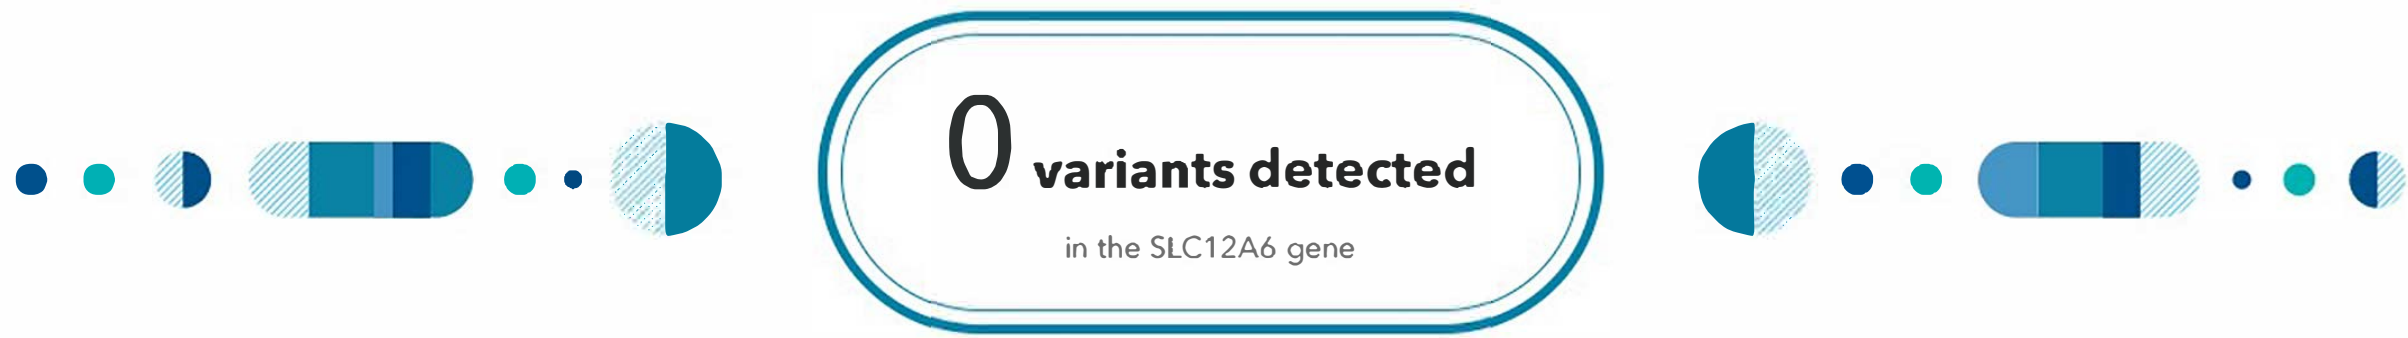 0 variants detected
in the SLC12A6 gene